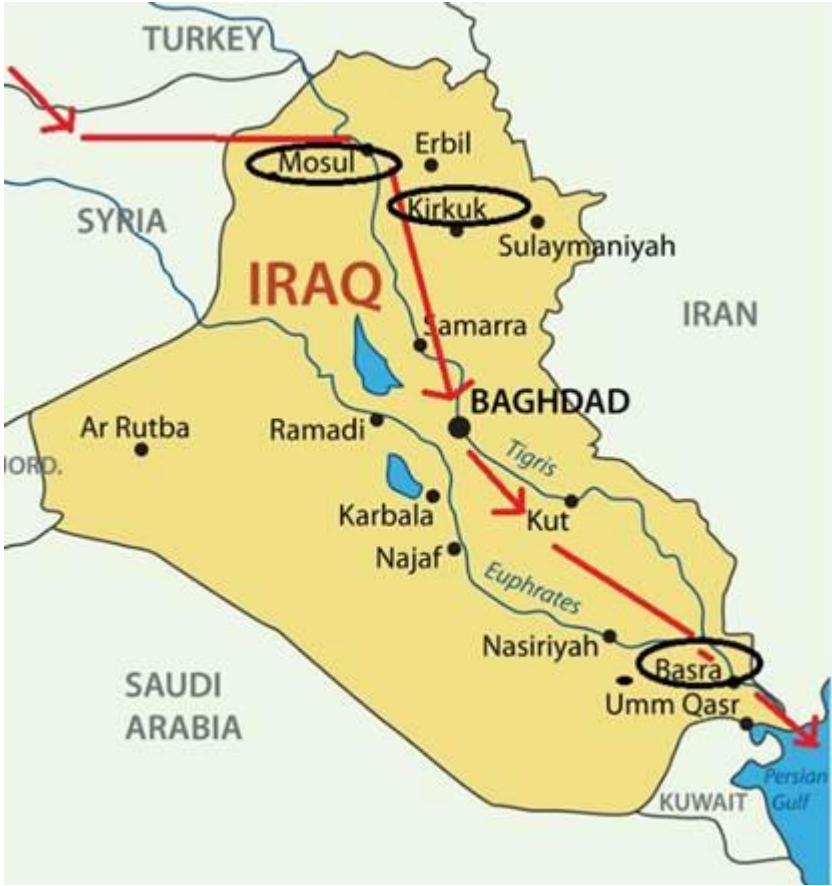 TURKEY
Mosul
Erbil
Kirkuk
SYRIA
Sulaymaniyah
IRAQ
IRAN
Samarra
BAGHDAD
Ar Rutba
Ramadi
Tigris
JORD.
Karbala
Kut
Najaf
Euphrates
Nasiriyah
Basra
SAUDI
ARABIA
Umm Qasr
Persian
Gulf
KUWAIT